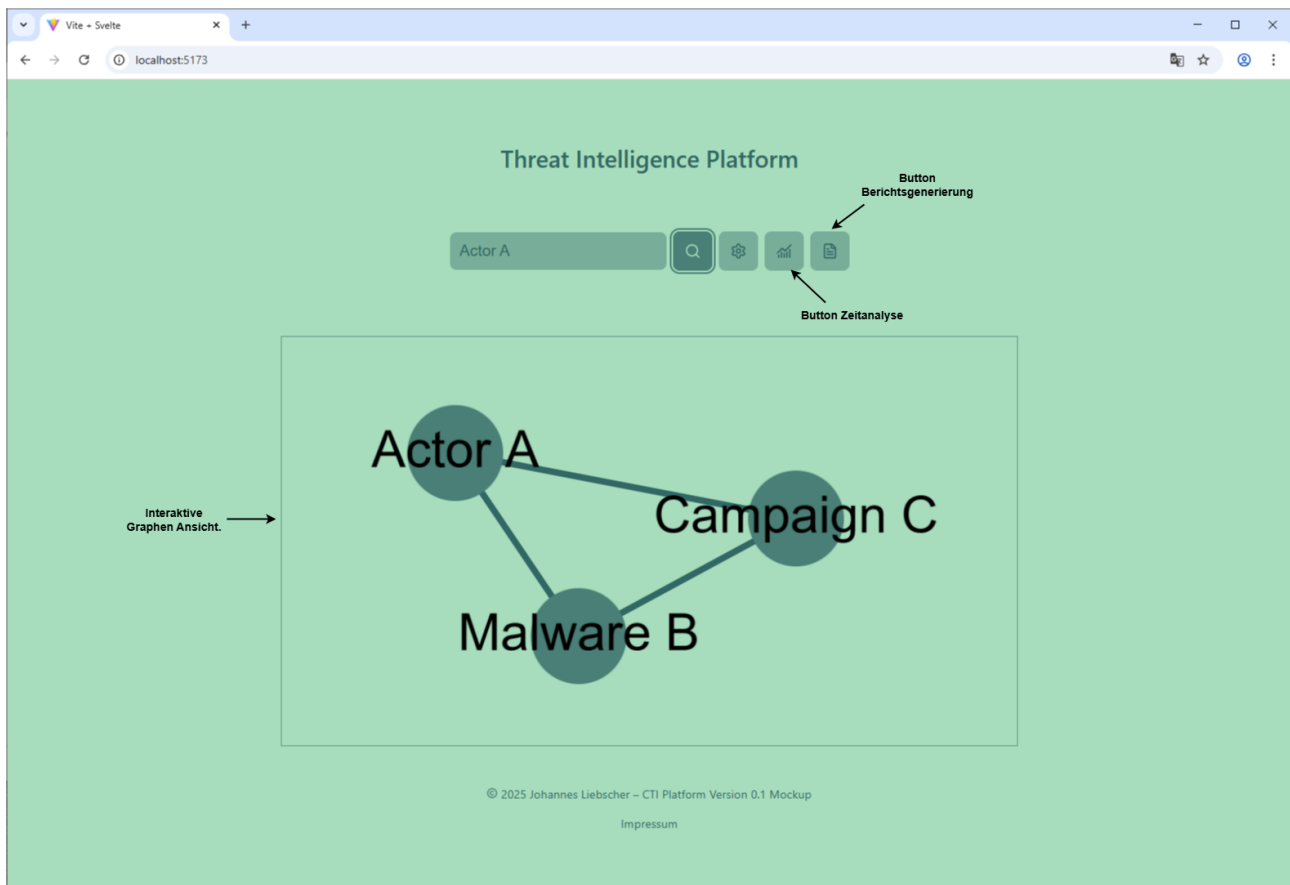 Vite + Svelte
localhost:5173
Threat Intelligence Platform
Button
Berichtsgenerierung
Actor A
Button Zeitanalyse
Actor A
Campaign C
Interaktive
Graphen Ansicht.
Malware B
© 2025 Johannes Liebscher – CTI Platform Version 0.1 Mockup
Impressum